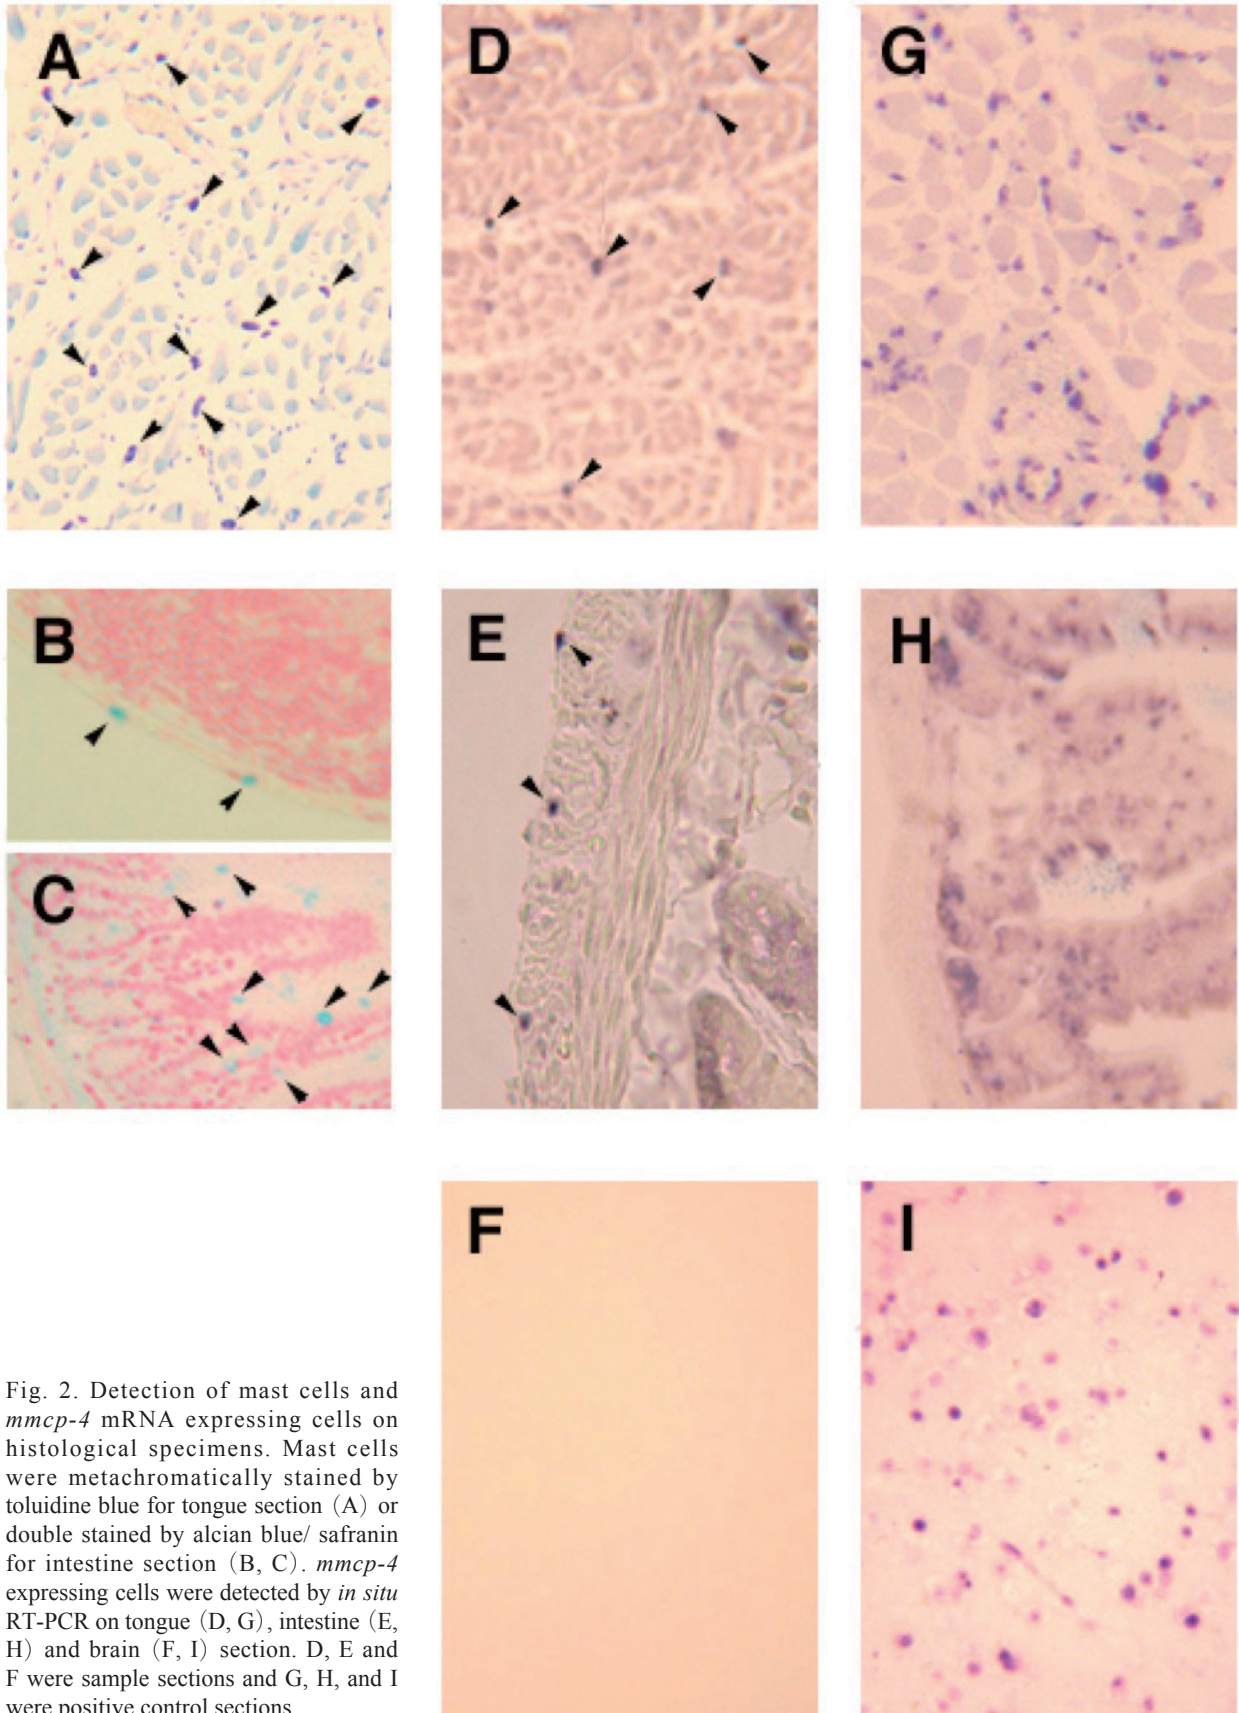 A
D
G
B
E
H
C
F
I
Fig. 2. Detection of mast cells and
mmcp-4 mRNA expressing cells on
histological specimens. Mast cells
were metachromatically stained by
toluidine blue for tongue section (A) or
double stained by alcian blue/ safranin
for intestine section (B, C). mmcp-4
expressing cells were detected by in situ
RT-PCR on tongue (D, G), intestine (E,
H) and brain (F, I) section. D, E and
F were sample sections and G, H, and I
were positive control sections